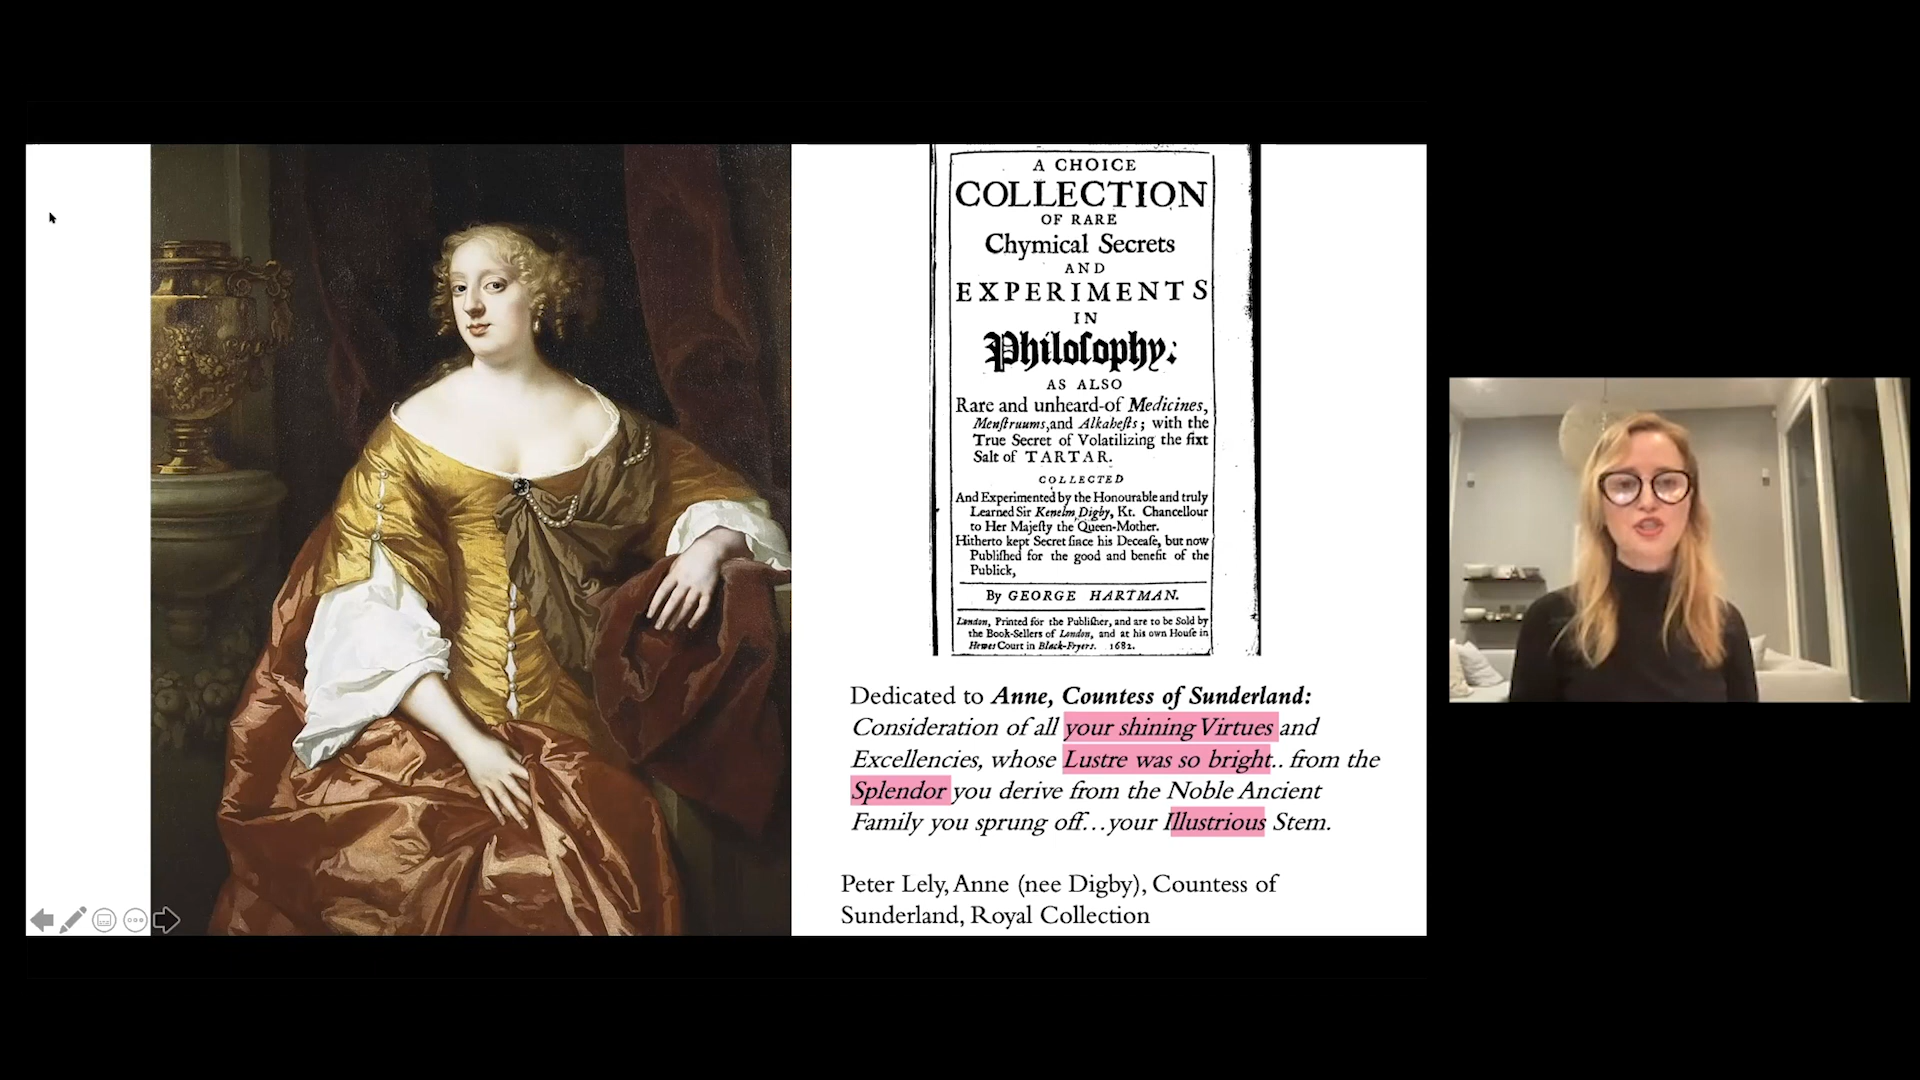 A CHOICE
COLLECTION
OF RARE
Chymical Secrets
AND
EXPERIMENTS
IN
Philoſophy:
AS ALSO
Rare and unheard-of Medicines,
Menſtruums, and Alkaheſts; with the
True Secret of Volatilizing the fixt
Salt of TARTAR.
COLLECTED
And Experimented by the Honourable and truly
Learned Sir Kenelm Digby, Kt. Chancellour
to Her Majeſty the Queen-Mother.
Hitherto kept Secret ſince his Deceaſe, but now
Publiſhed for the good and benefit of the
Publick,
By GEORGE HARTMAN.
London, Printed for the Publiſher, and are to be Sold by
the Book-Sellers of London, and at his own Houſe in
Hewes Court in Black-Fryers. 1682.
Dedicated to Anne, Countess of Sunderland:
Consideration of all your shining Virtues and
Excellencies, whose Lustre was so bright.. from the
Splendor you derive from the Noble Ancient
Family you sprung off...your Illustrious Stem.
Peter Lely, Anne (nee Digby), Countess of
Sunderland, Royal Collection